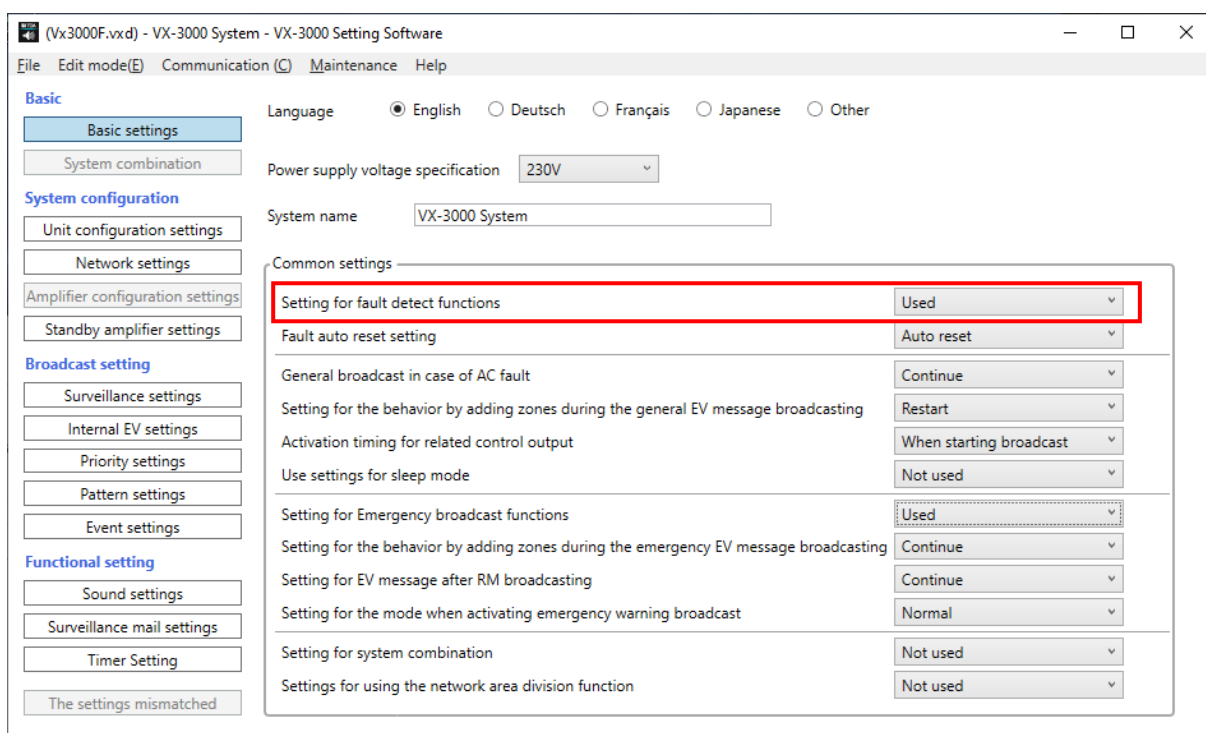 (Vx3000F.vxd) - VX-3000 System - VX-3000 Setting Software
File Edit mode(E) Communication (C) Maintenance Help
Basic
Basic settings
System combination
System configuration
Unit configuration settings
Network settings
Amplifier configuration settings
Standby amplifier settings
Broadcast setting
Surveillance settings
Internal EV settings
Priority settings
Pattern settings
Event settings
Functional setting
Sound settings
Surveillance mail settings
Timer Setting
The settings mismatched
Language English Deutsch Français Japanese Other
Power supply voltage specification 230V
System name VX-3000 System
Common settings
Setting for fault detect functions Used
Fault auto reset setting Auto reset
General broadcast in case of AC fault Continue
Setting for the behavior by adding zones during the general EV message broadcasting Restart
Activation timing for related control output When starting broadcast
Use settings for sleep mode Not used
Setting for Emergency broadcast functions Used
Setting for the behavior by adding zones during the emergency EV message broadcasting Continue
Setting for EV message after RM broadcasting Continue
Setting for the mode when activating emergency warning broadcast Normal
Setting for system combination Not used
Settings for using the network area division function Not used